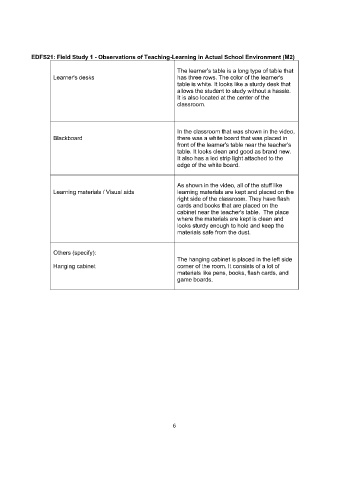 EDFS21: Field Study 1 - Observations of Teaching-Learning in Actual School Environment (M2)
Learner's desks
The learner's table is a long type of table that
has three rows. The color of the learner's
table is white. It looks like a sturdy desk that
allows the student to study without a hassle.
It is also located at the center of the
classroom.
Blackboard
In the classroom that was shown in the video,
there was a white board that was placed in
front of the learner's table near the teacher's
table. It looks clean and good as brand new.
It also has a led strip light attached to the
edge of the white board.
Learning materials / Visual aids
As shown in the video, all of the stuff like
learning materials are kept and placed on the
right side of the classroom. They have flash
cards and books that are placed on the
cabinet near the teacher's table. The place
where the materials are kept is clean and
looks sturdy enough to hold and keep the
materials safe from the dust.
Others (specify):
Hanging cabinet
The hanging cabinet is placed in the left side
corner of the room. It consists of a lot of
materials like pens, books, flash cards, and
game boards.
6